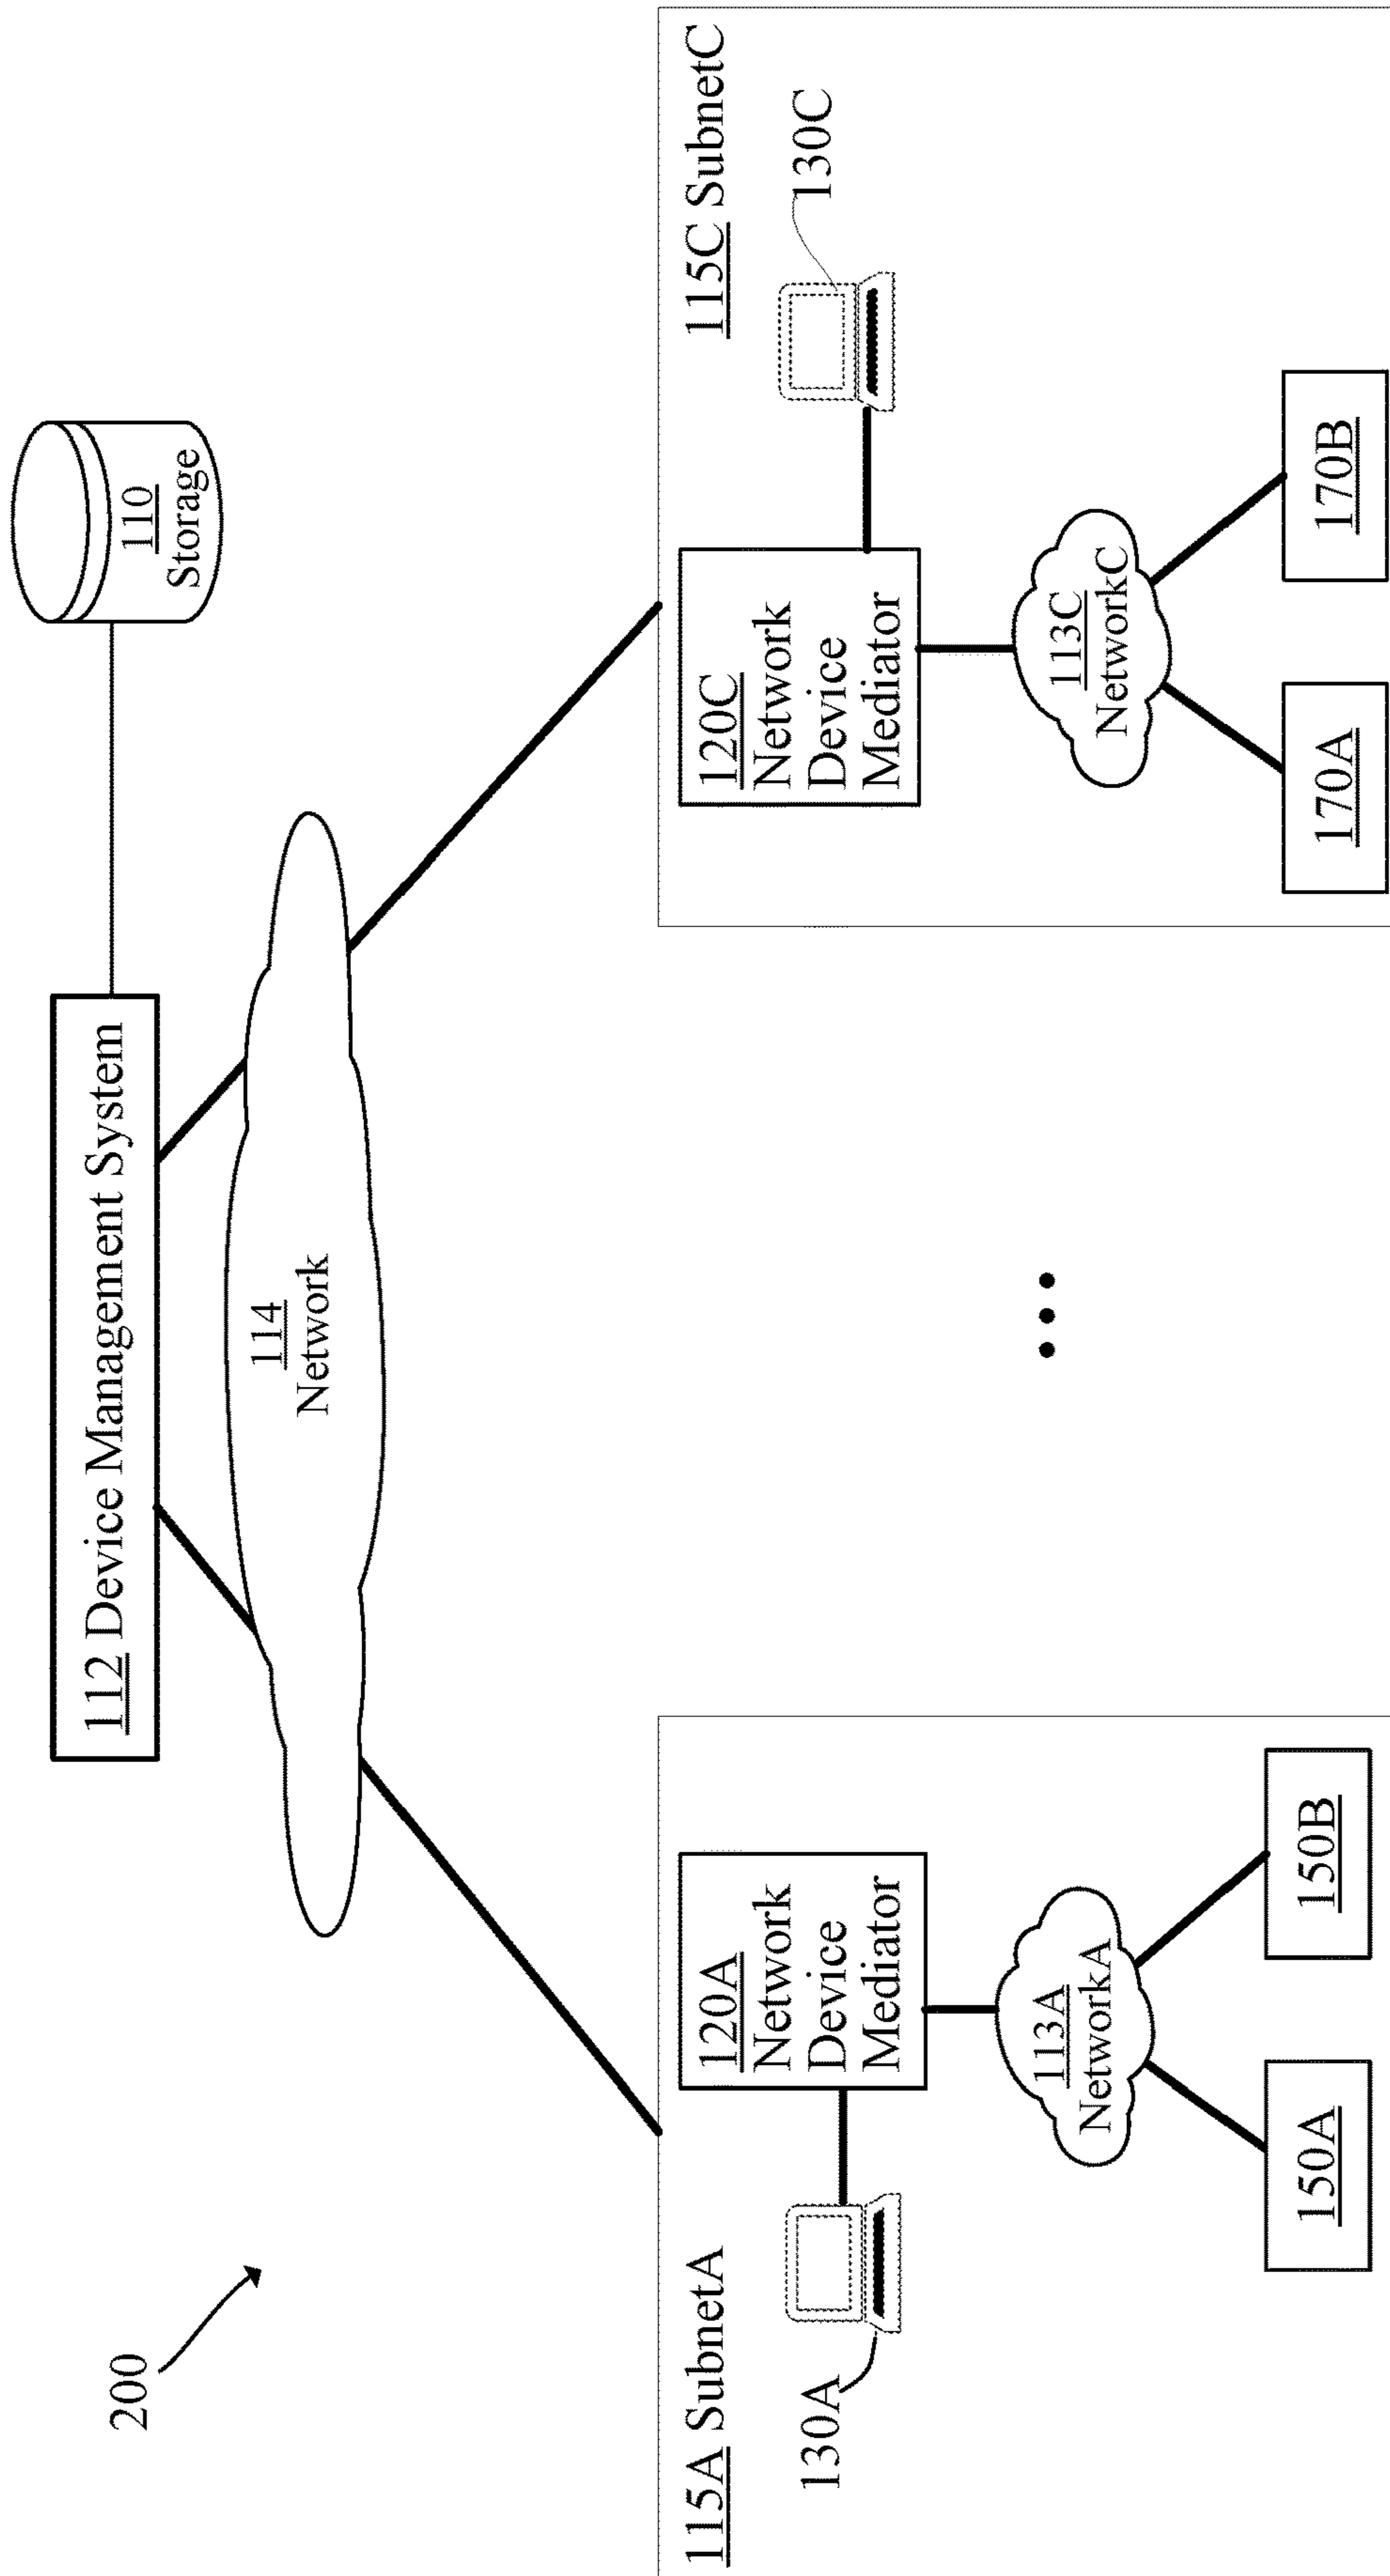 200
112 Device Management System
110
Storage
114
Network
115A SubnetA
130A
120A
Network
Device
Mediator
113A
NetworkA
150A
150B
115C SubnetC
120C
Network
Device
Mediator
130C
113C
NetworkC
170A
170B